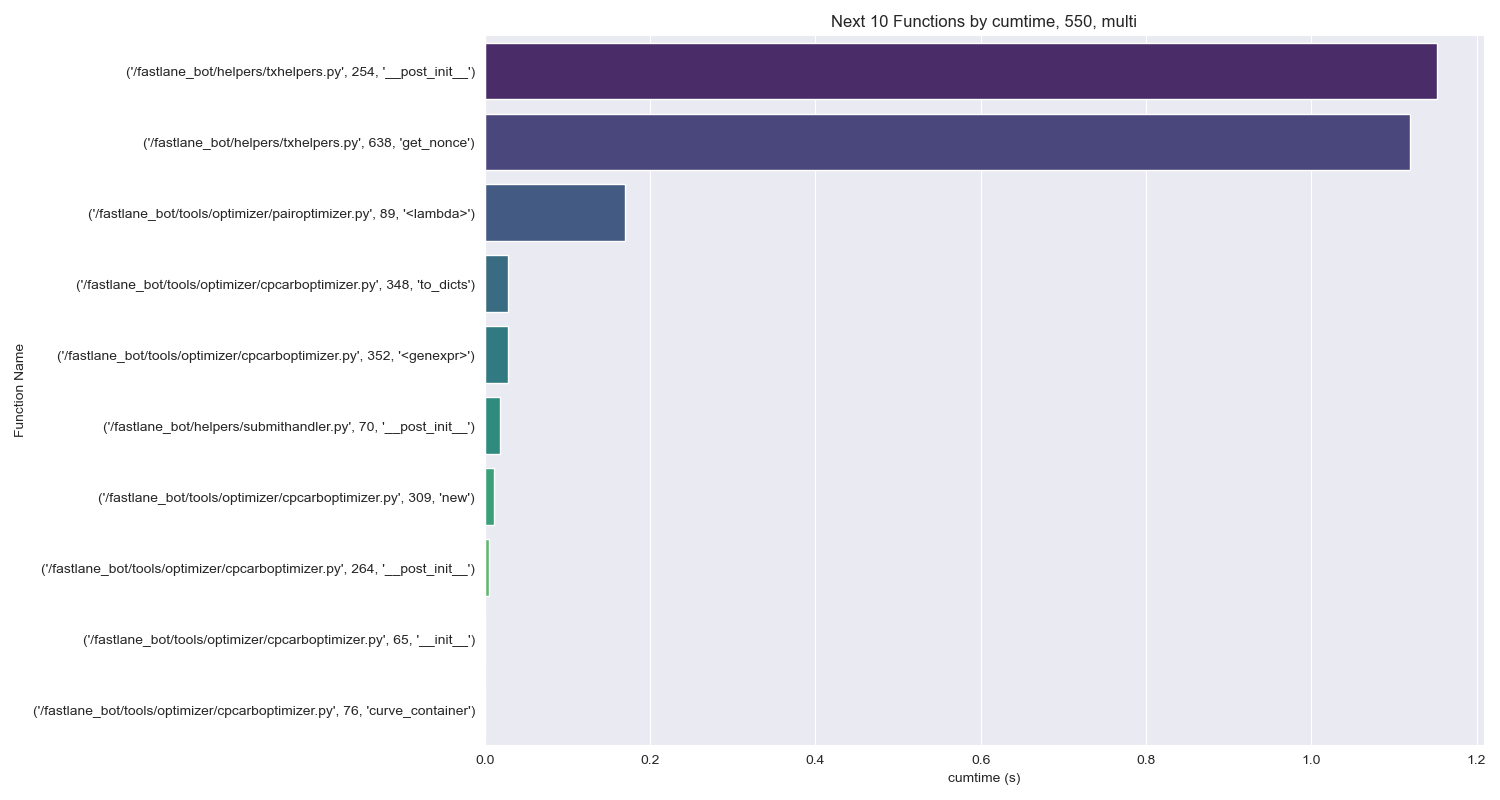 Next 10 Functions by cumtime, 550, multi
Function Name
('/fastlane_bot/helpers/txhelpers.py', 254, '__post_init__')
('/fastlane_bot/helpers/txhelpers.py', 638, 'get_nonce')
('/fastlane_bot/tools/optimizer/pairoptimizer.py', 89, '<lambda>')
('/fastlane_bot/tools/optimizer/cpcarboptimizer.py', 348, 'to_dicts')
('/fastlane_bot/tools/optimizer/cpcarboptimizer.py', 352, '<genexpr>')
('/fastlane_bot/helpers/submithandler.py', 70, '__post_init__')
('/fastlane_bot/tools/optimizer/cpcarboptimizer.py', 309, 'new')
('/fastlane_bot/tools/optimizer/cpcarboptimizer.py', 264, '__post_init__')
('/fastlane_bot/tools/optimizer/cpcarboptimizer.py', 65, '__init__')
('/fastlane_bot/tools/optimizer/cpcarboptimizer.py', 76, 'curve_container')
0.0 0.2 0.4 0.6 0.8 1.0 1.2
cumtime (s)